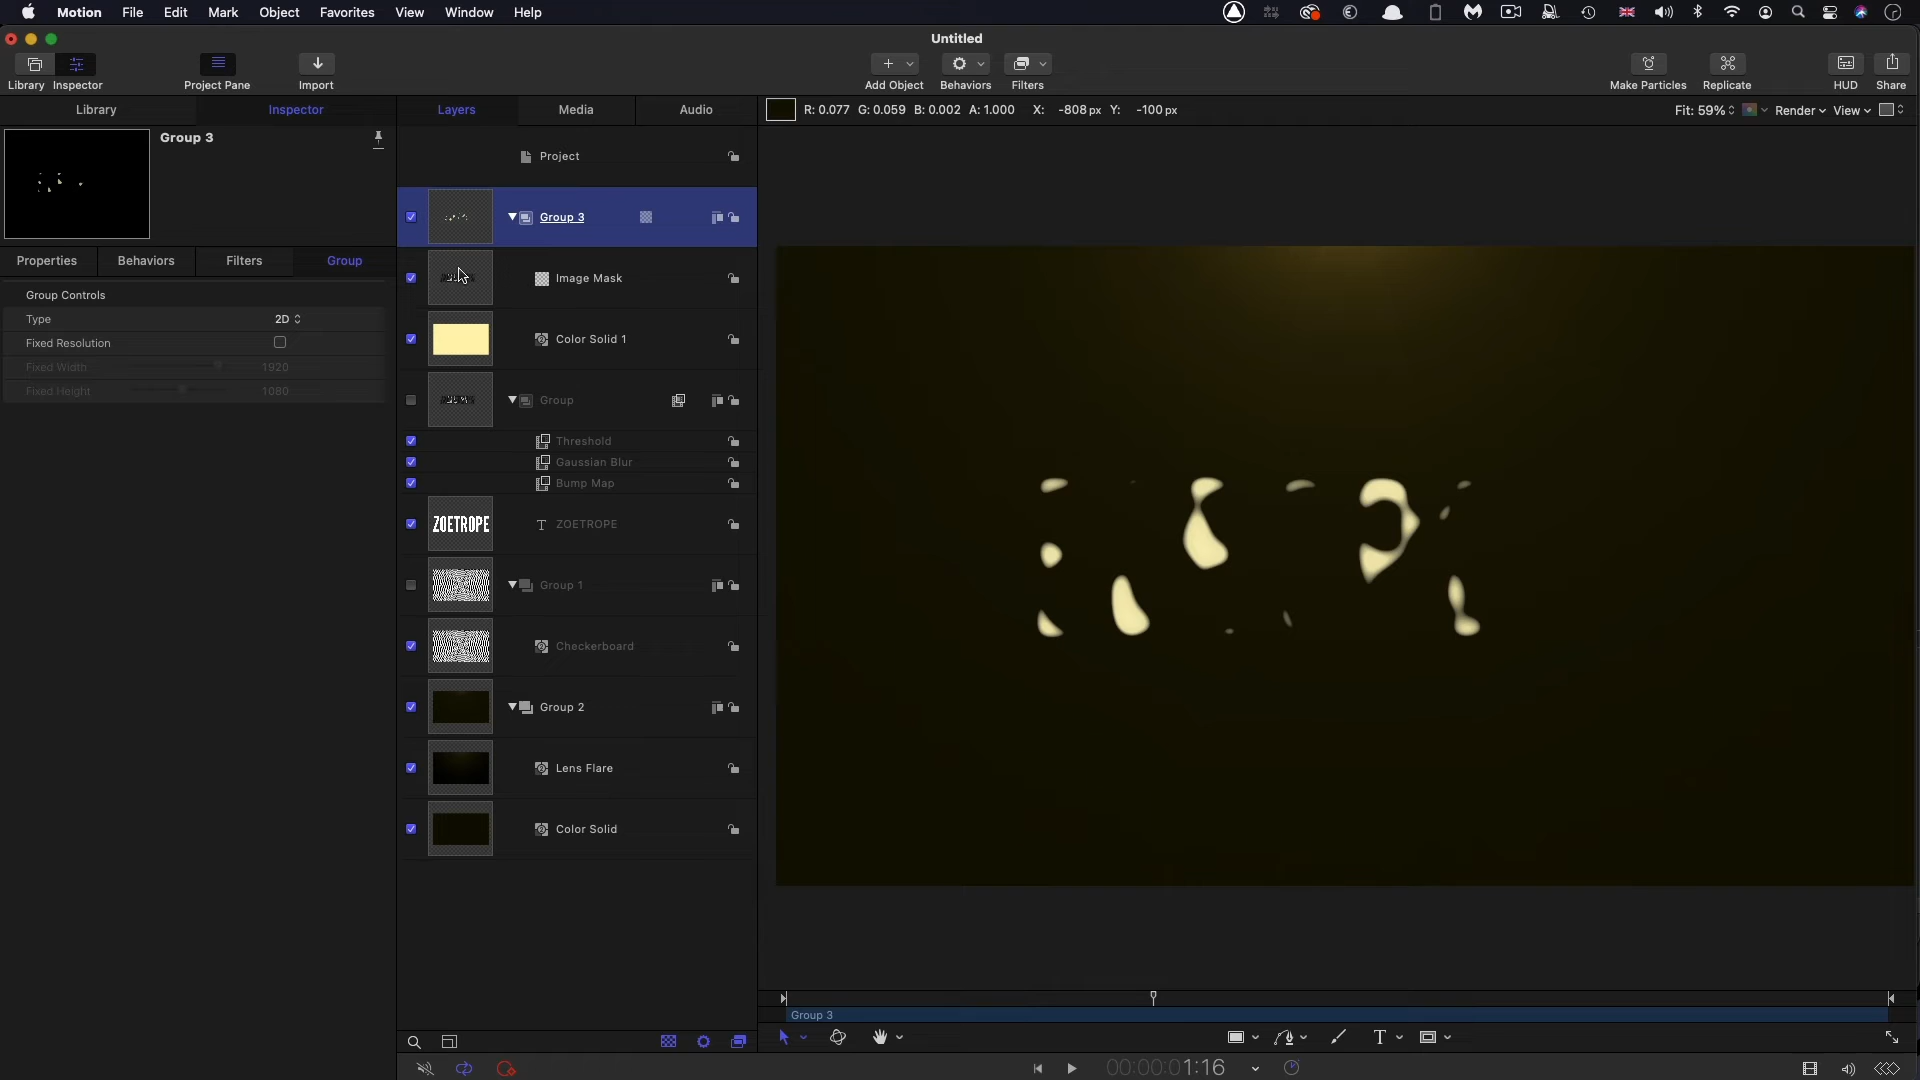 Motion File Edit Mark Object Favorites View Window Help
Untitled
Library Inspector Project Pane Import Add Object Behaviors Filters Make Particles Replicate HUD Share
Library Inspector Layers Media Audio R: 0.077 G: 0.059 B: 0.002 A: 1.000 X: -808 px Y: -100 px Fit: 59% Render View
Group 3
Project
Group 3
Properties Behaviors Filters Group
Image Mask
Group Controls
Type 2D
Fixed Resolution
Fixed Width 1920
Fixed Height 1080
Color Solid 1
Group
Threshold
Gaussian Blur
Bump Map
ZOETROPE ZOETROPE
Group 1
Checkerboard
Group 2
Lens Flare
Color Solid
Group 3
T
00:00:01:16